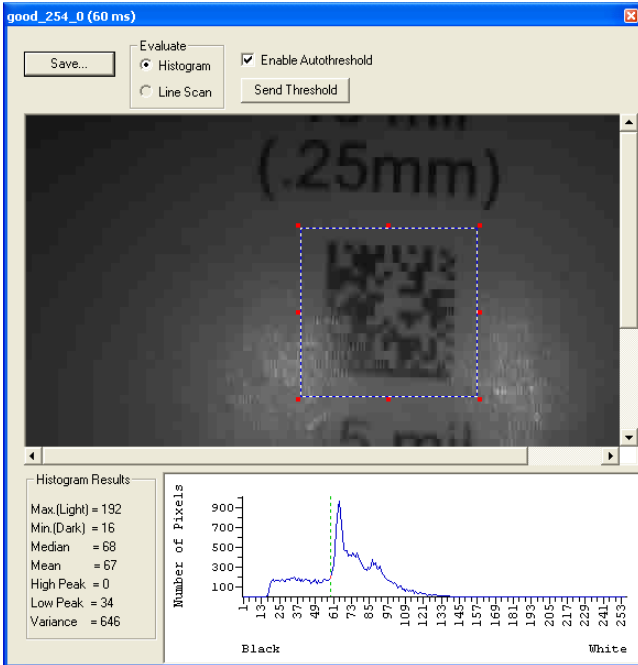 good_254_0 (60 ms)
Save...
Evaluate
Histogram
Line Scan
Enable Autothreshold
Send Threshold
(.25mm)
5 mil
Histogram Results
Max.(Light) = 192
Min.(Dark) = 16
Median = 68
Mean = 67
High Peak = 0
Low Peak = 34
Variance = 646
Number of Pixels
900
700
500
300
100
1 13 25 37 49 61 73 85 97 109 121 133 145 157 169 181 193 205 217 229 241 253
Black White